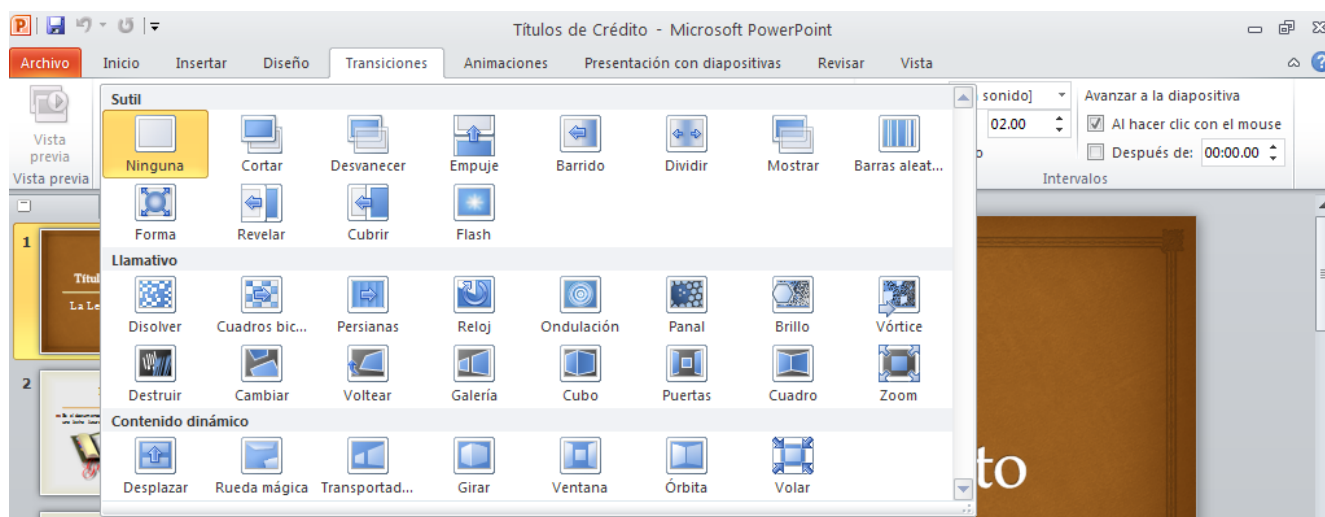 Títulos de Crédito - Microsoft PowerPoint
Archivo Inicio Insertar Diseño Transiciones Animaciones Presentación con diapositivas Revisar Vista
Vista previa
Vista previa
Sutil
Ninguna Cortar Desvanecer Empuje Barrido Dividir Mostrar Barras aleat...
Forma Revelar Cubrir Flash
Llamativo
Disolver Cuadros bic... Persianas Reloj Ondulación Panal Brillo Vórtice
Destruir Cambiar Voltear Galería Cubo Puertas Cuadro Zoom
Contenido dinámico
Desplazar Rueda mágica Transportad... Girar Ventana Órbita Volar
sonido] Avanzar a la diapositiva
02.00 Al hacer clic con el mouse
Después de: 00:00.00
Intervalos
1
Títul
La Le
2
to